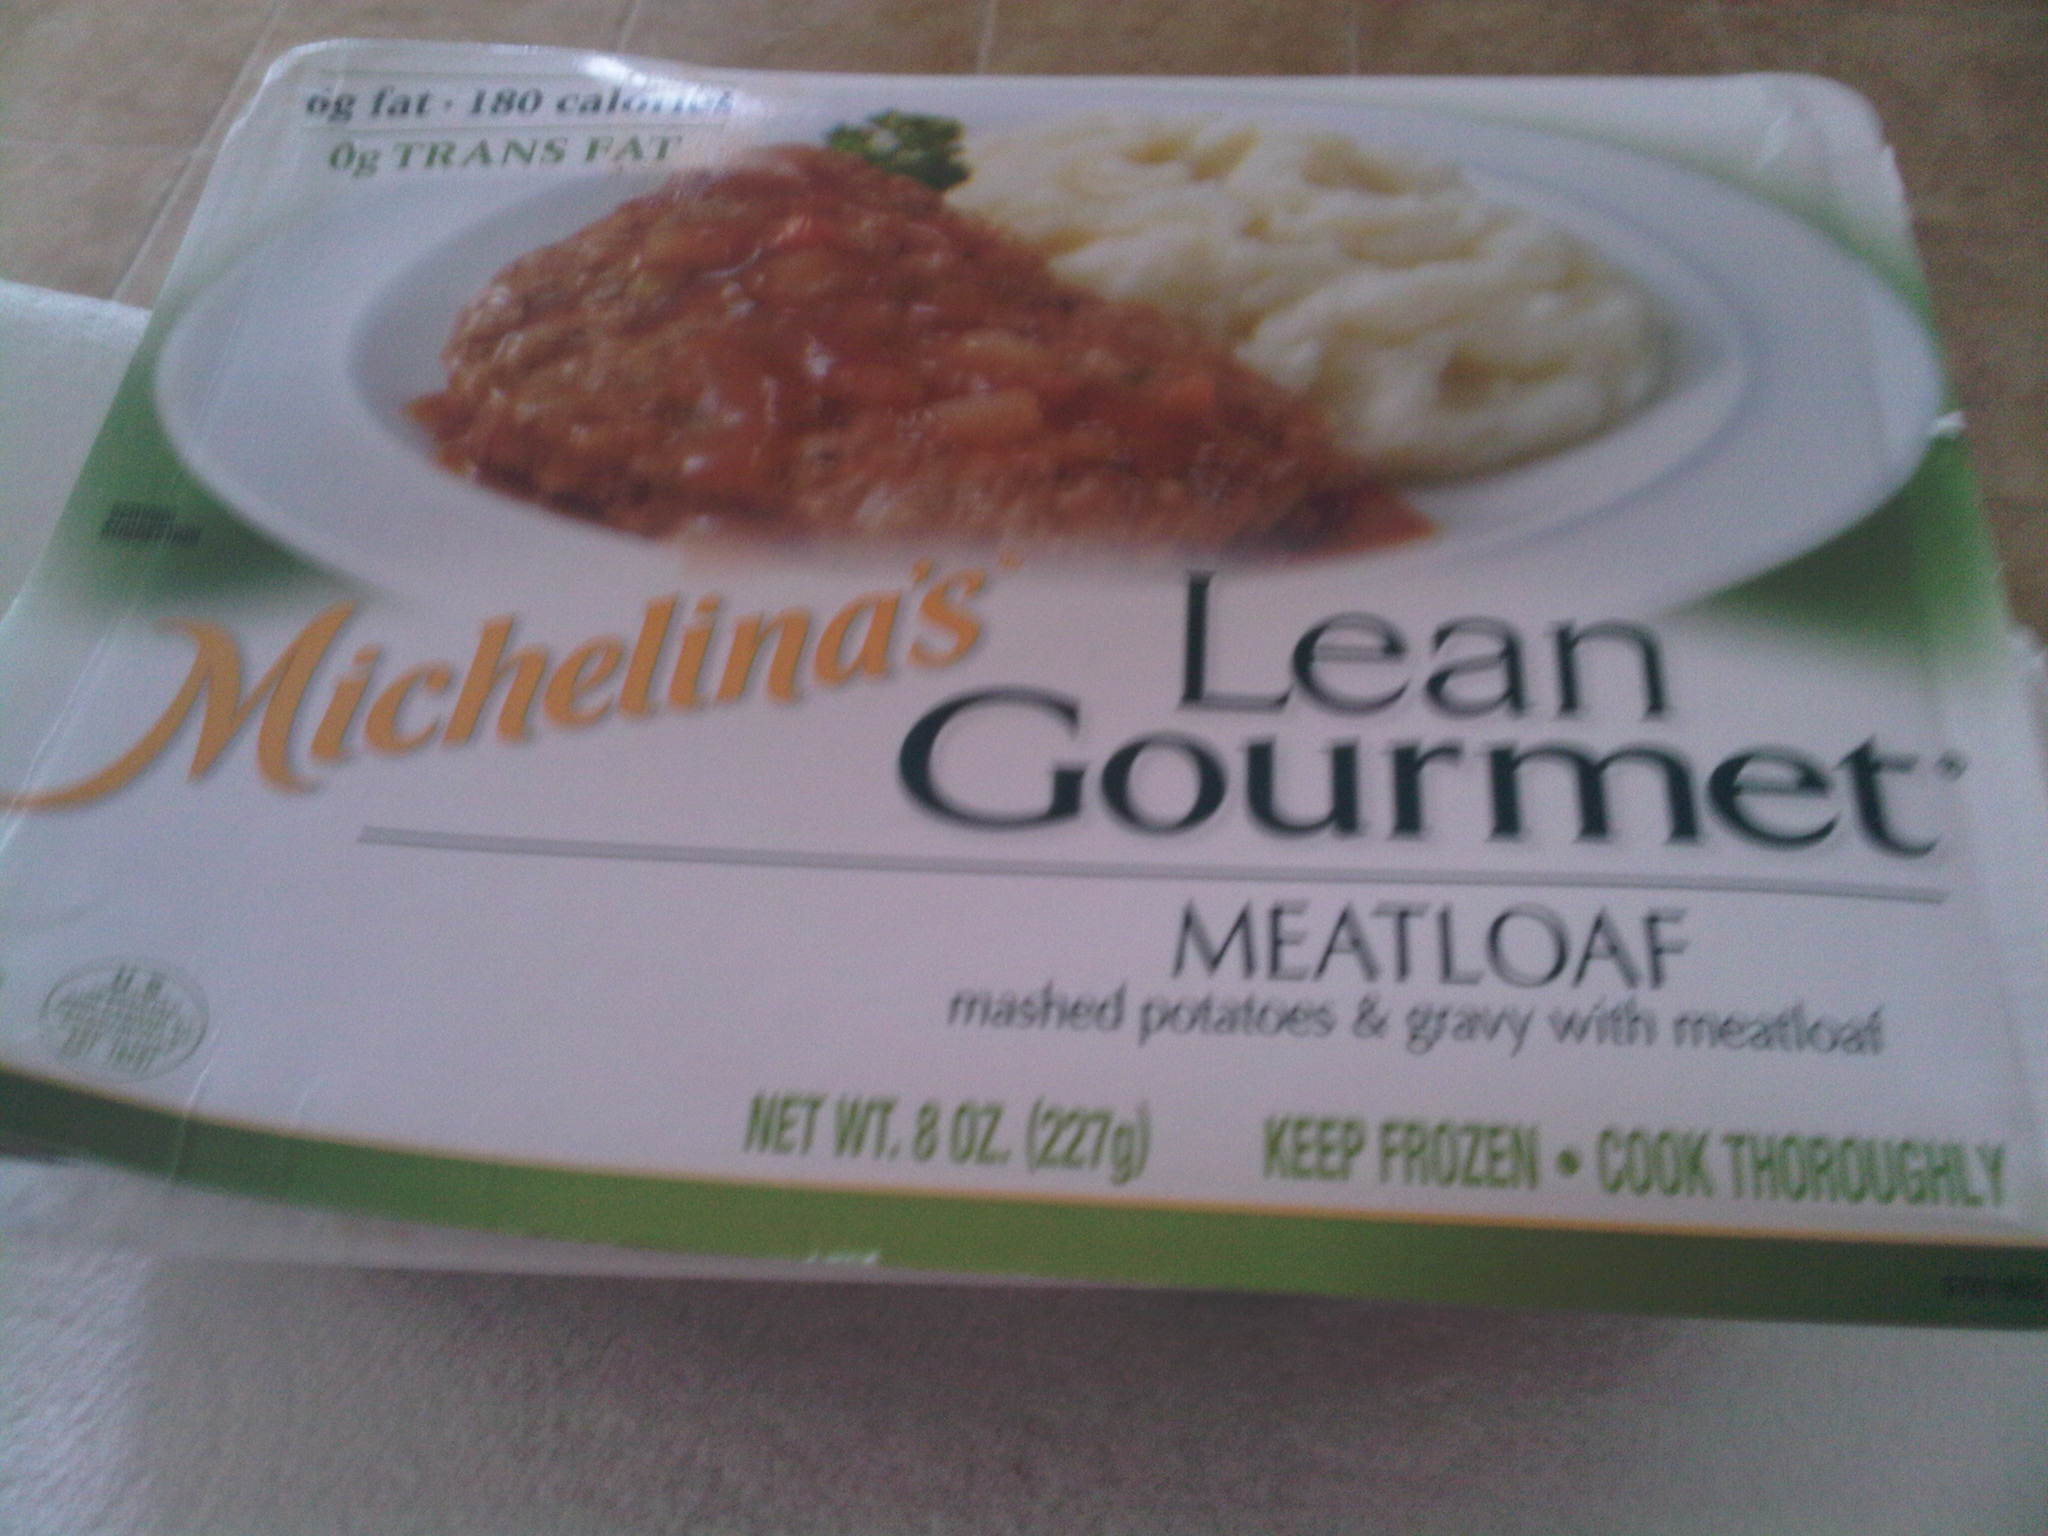 6g fat · 180 calories
0g TRANS FAT
Michelina's™
Lean
Gourmet®
MEATLOAF
mashed potatoes & gravy with meatloaf
NET WT. 8 OZ. (227g) KEEP FROZEN • COOK THOROUGHLY